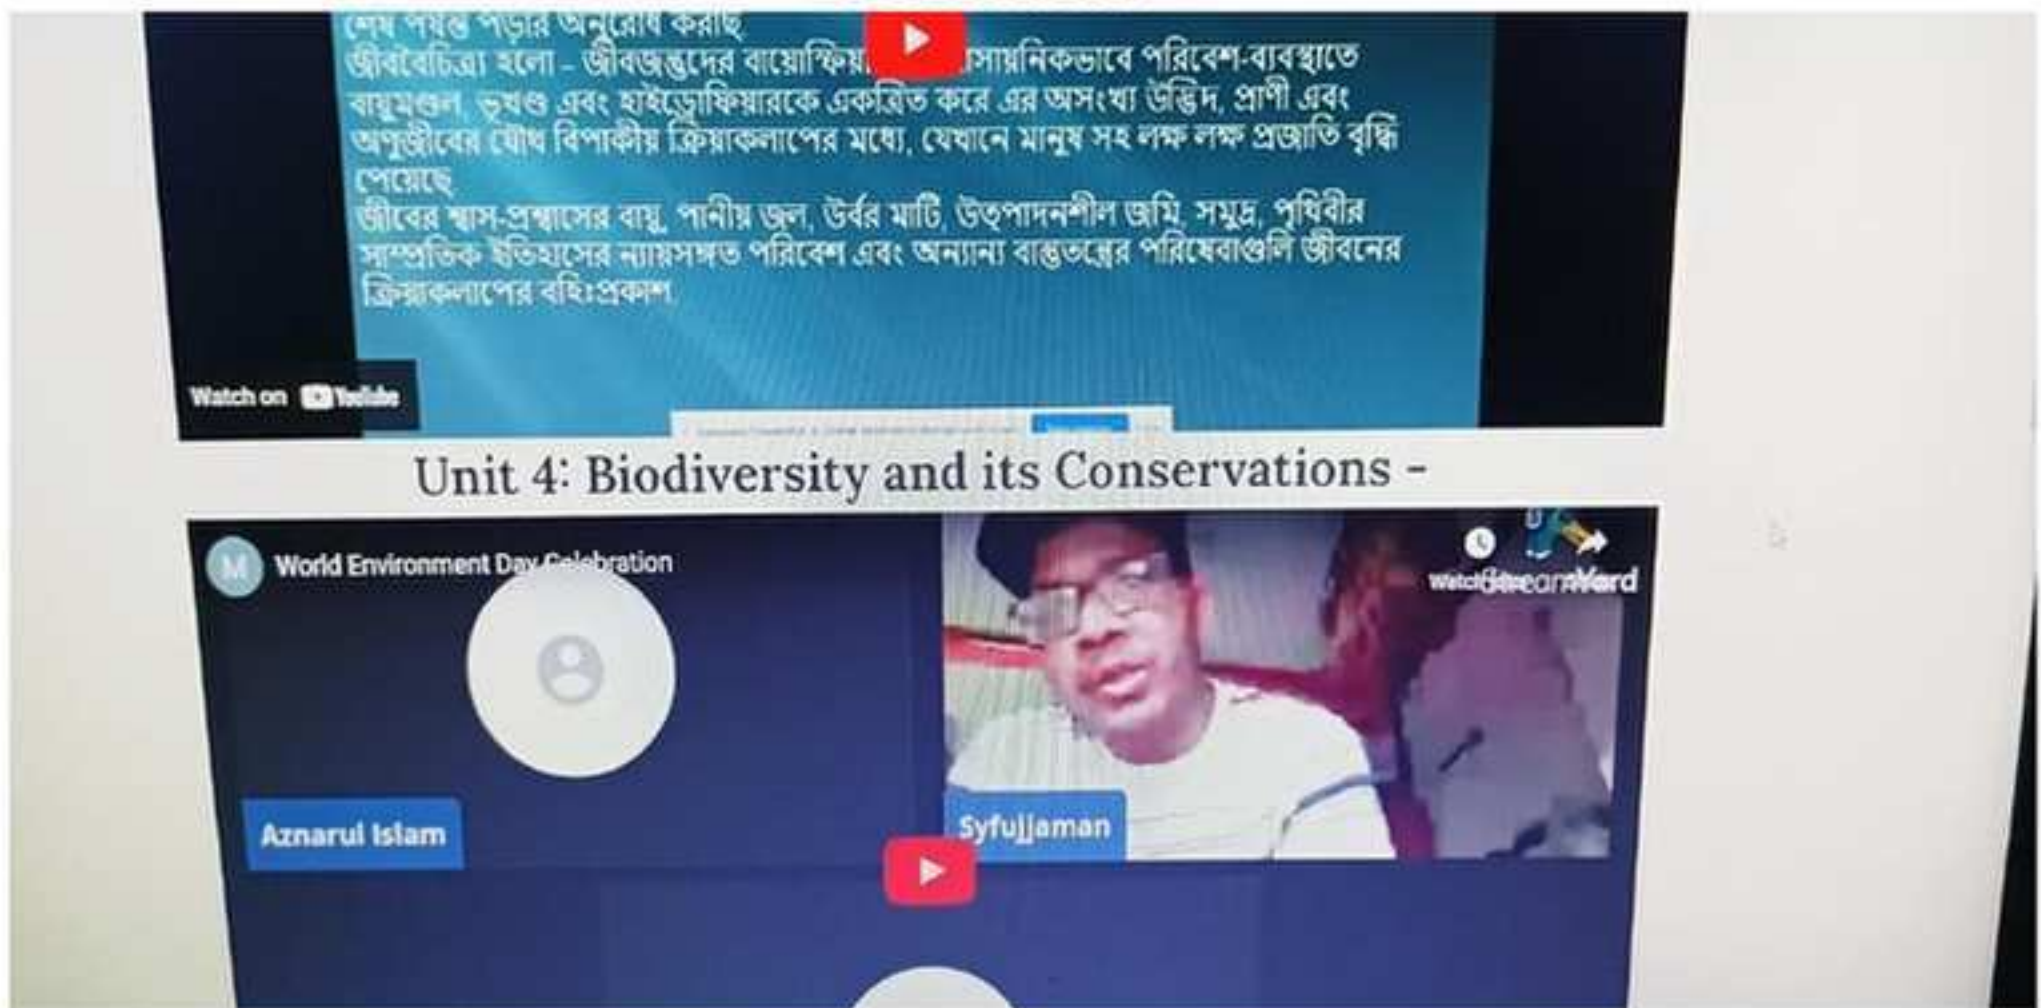 শেষ পর্যন্ত পড়ার অনুরোধ করছি
জীববৈচিত্র্য হলো - জীবজন্তুদের বায়োস্ফিয়া সায়নিকভাবে পরিবেশ-ব্যবস্থাতে
বায়ুমণ্ডল, ভূখণ্ড এবং হাইড্রোফিয়ারকে একত্রিত করে এর অসংখ্য উদ্ভিদ, প্রাণী এবং
অণুজীবের যৌথ বিপাকীয় ক্রিয়াকলাপের মধ্যে, যেখানে মানুষ সহ লক্ষ লক্ষ প্রজাতি বৃদ্ধি
পেয়েছে
জীবের শ্বাস-প্রশ্বাসের বায়ু, পানীয় জল, উর্বর মাটি, উত্পাদনশীল জমি, সমুদ্র, পৃথিবীর
সাম্প্রতিক ইতিহাসের ন্যায়সঙ্গত পরিবেশ এবং অন্যান্য বাস্তুতন্ত্রের পরিষেবাগুলি জীবনের
ক্রিয়াকলাপের বহিঃপ্রকাশ
Watch on YouTube
Unit 4: Biodiversity and its Conservations -
M World Environment Day Celebration
Aznarul Islam
Syfujjaman